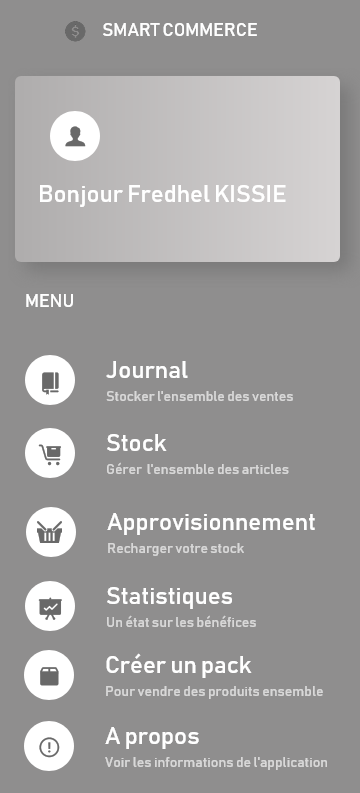 SMART COMMERCE
Bonjour Fredhel KISSIE
MENU
Journal
Stocker l'ensemble des ventes
Stock
Gérer l'ensemble des articles
Approvisionnement
Recharger votre stock
Statistiques
Un état sur les bénéfices
Créer un pack
Pour vendre des produits ensemble
A propos
Voir les informations de l'application